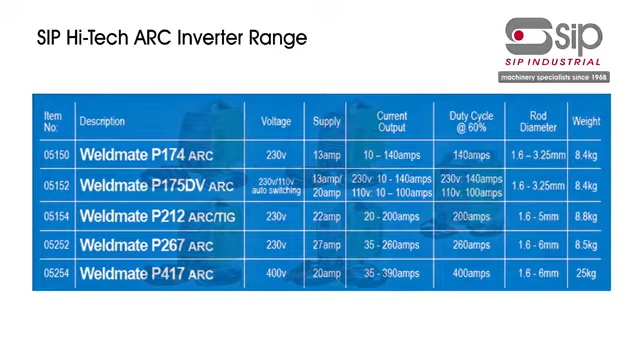 SIP Hi-Tech ARC Inverter Range
sip
SIP INDUSTRIAL
machinery specialists since 1968
Item No: Description Voltage Supply Current Output Duty Cycle @ 60% Rod Diameter Weight
05150 Weldmate P174 ARC 230v 13amp 10 – 140amps 140amps 1.6 – 3.25mm 8.4kg
05152 Weldmate P175DV ARC 230v/110v auto switching 13amp/ 20amp 230v: 10 - 140amps 110v: 10 – 100amps 230v: 140amps 110v: 100amps 1.6 - 3.25mm 8.4kg
05154 Weldmate P212 ARC/TIG 230v 22amp 20 - 200amps 200amps 1.6 - 5mm 8.8kg
05252 Weldmate P267 ARC 230v 27amp 35 - 260amps 260amps 1.6 - 6mm 8.5kg
05254 Weldmate P417 ARC 400v 20amp 35 - 390amps 400amps 1.6 – 6mm 25kg